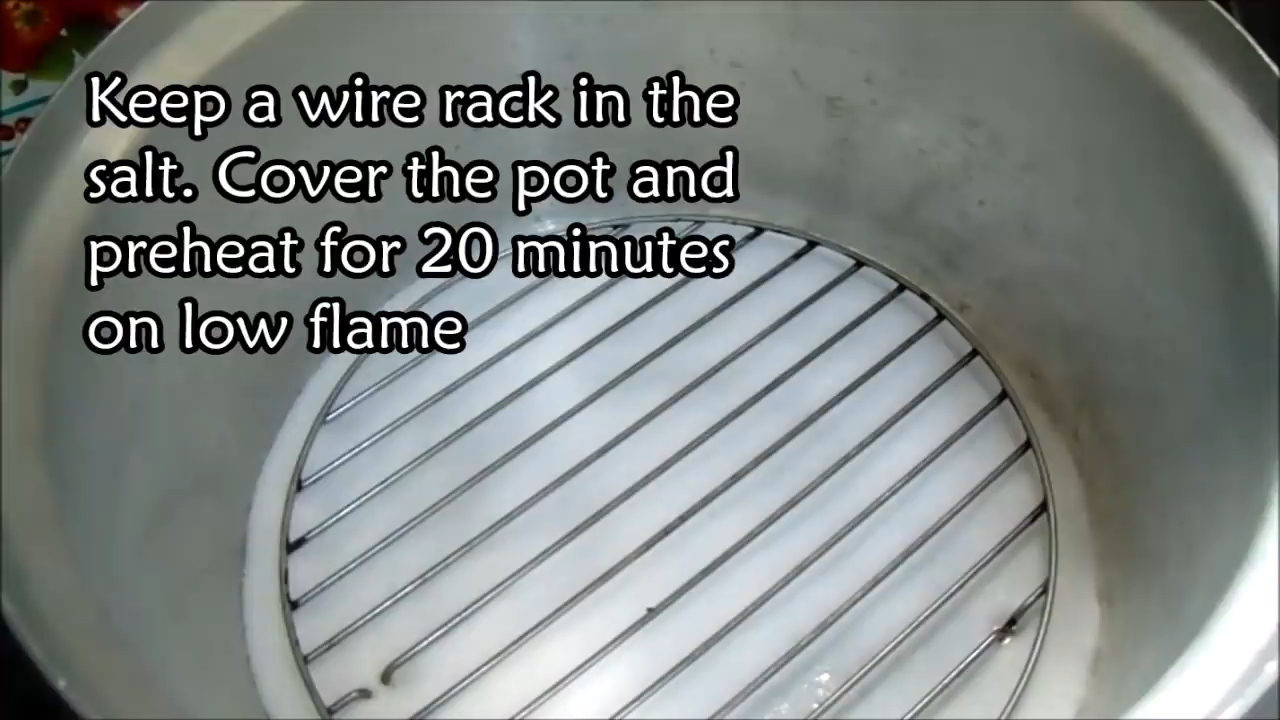 Keep a wire rack in the
salt. Cover the pot and
preheat for 20 minutes
on low flame